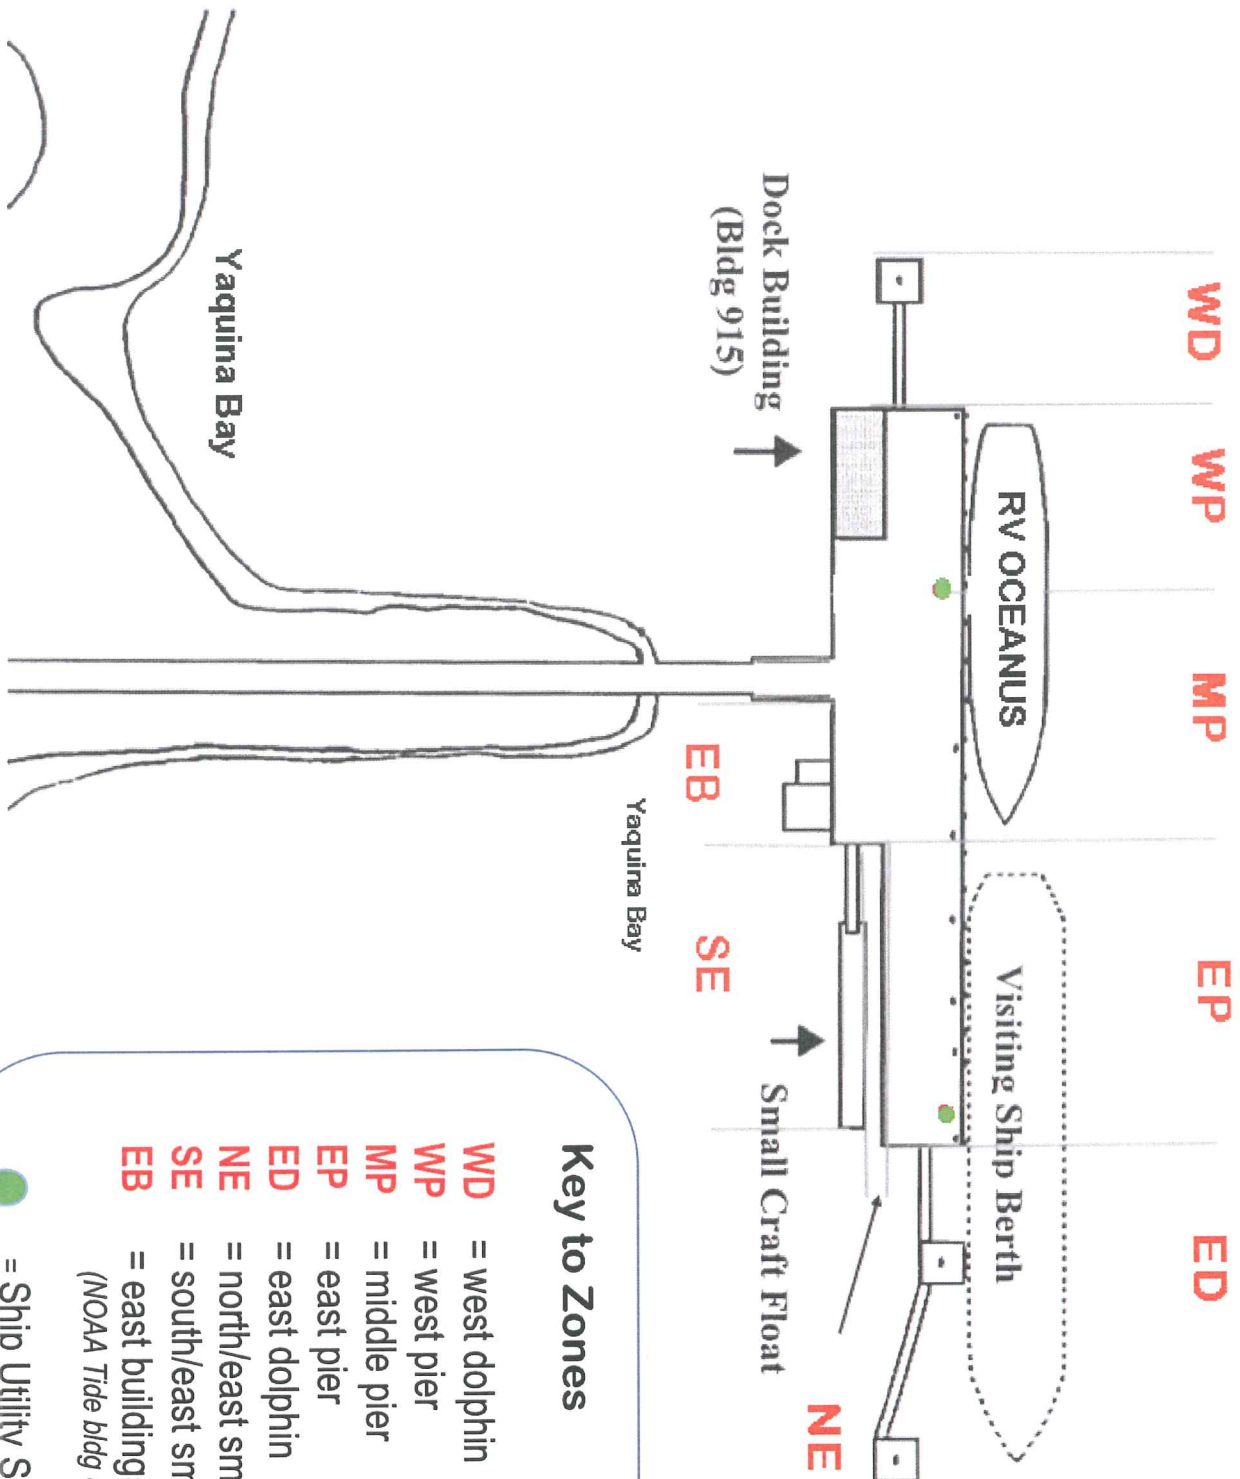 WD
WP
MP
EP
ED
RV OCEANUS
Visiting Ship Berth
Dock Building
(Bldg 915)
Small Craft Float
NE
EB
SE
Yaquina Bay
Yaquina Bay
Key to Zones
WD = west dolphin
WP = west pier
MP = middle pier
EP = east pier
ED = east dolphin
NE = north/east sm
SE = south/east sm
EB = east building
(NOAA Tide bldg
= Ship Utility S